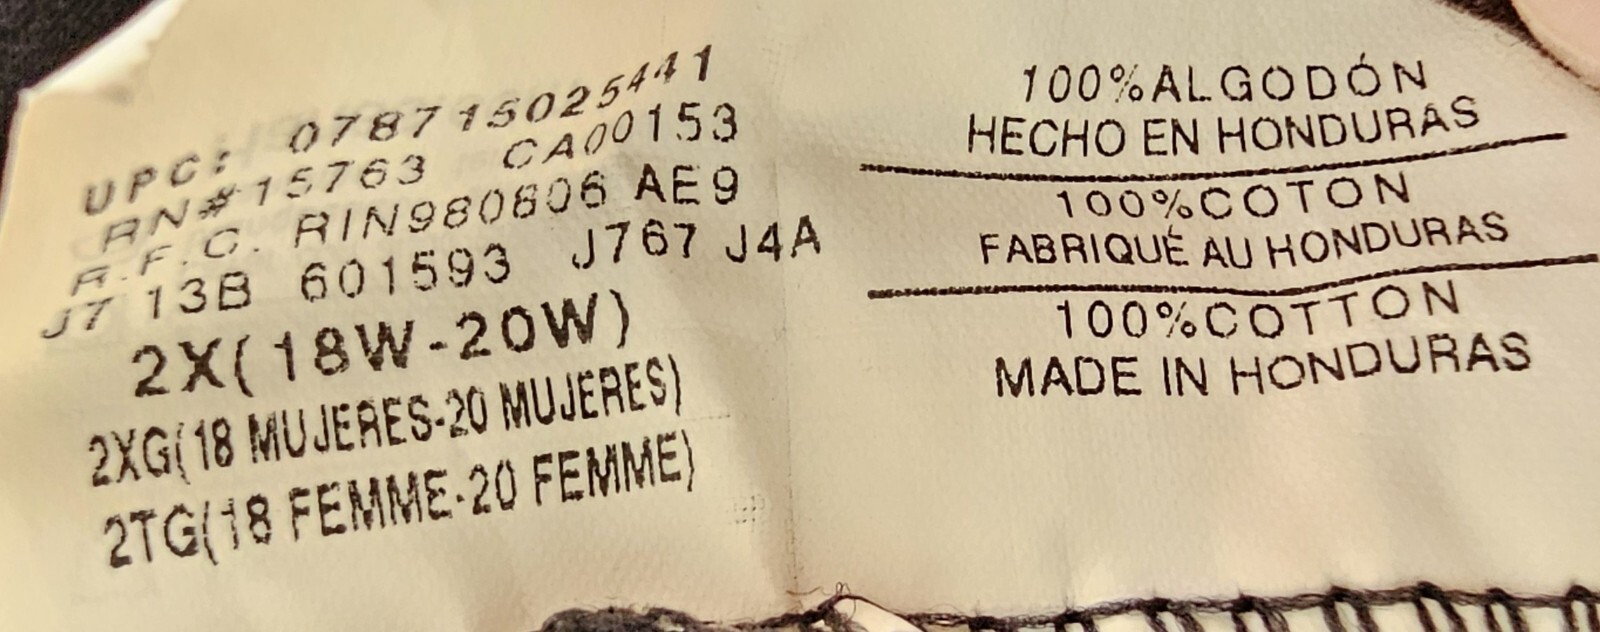 UPC: 078715025441
RN#15763 CA00153
R.F.C. RIN980806 AE9
J7 13B 601593 J767 J4A
2X(18W-20W)
2XG(18 MUJERES-20 MUJERES)
2TG(18 FEMME-20 FEMME)
100%ALGODÓN
HECHO EN HONDURAS
100%COTON
FABRIQUÉ AU HONDURAS
100%COTTON
MADE IN HONDURAS